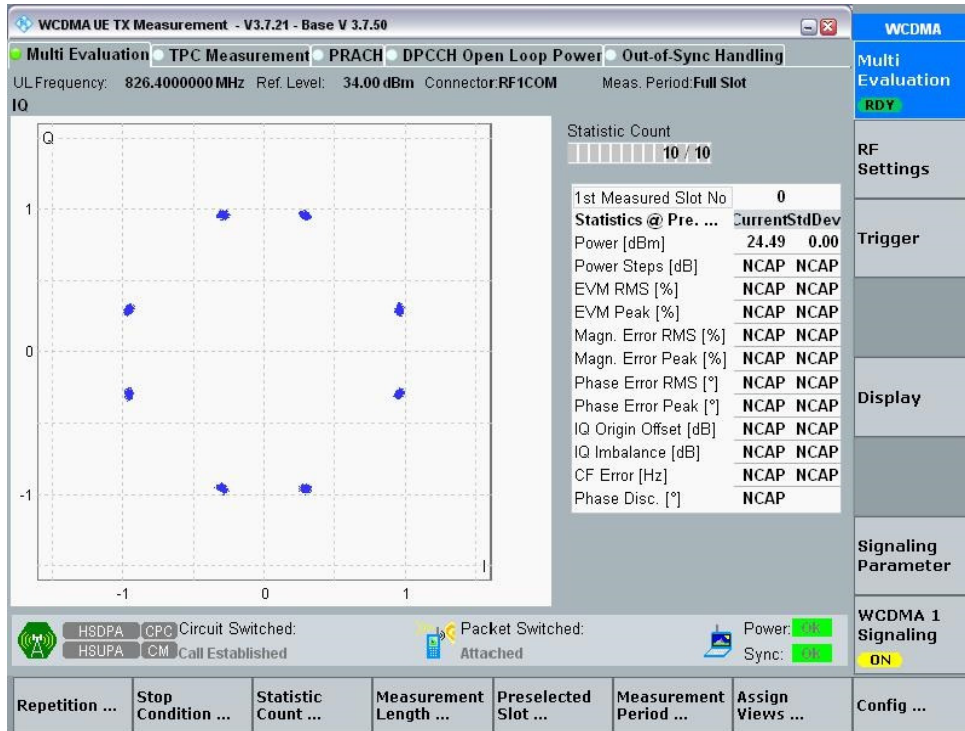 WCDMA UE TX Measurement - V3.7.21 - Base V 3.7.50
WCDMA
Multi Evaluation TPC Measurement PRACH DPCCH Open Loop Power Out-of-Sync Handling
UL Frequency: 826.4000000 MHz Ref. Level: 34.00 dBm Connector:RF1COM Meas. Period:Full Slot
IQ
Q
1
0
-1
I
-1 0 1
Statistic Count
10 / 10
1st Measured Slot No 0
Statistics @ Pre. ... Current StdDev
Power [dBm] 24.49 0.00
Power Steps [dB] NCAP NCAP
EVM RMS [%] NCAP NCAP
EVM Peak [%] NCAP NCAP
Magn. Error RMS [%] NCAP NCAP
Magn. Error Peak [%] NCAP NCAP
Phase Error RMS [°] NCAP NCAP
Phase Error Peak [°] NCAP NCAP
IQ Origin Offset [dB] NCAP NCAP
IQ Imbalance [dB] NCAP NCAP
CF Error [Hz] NCAP NCAP
Phase Disc. [°] NCAP
Multi
Evaluation
RDY
RF
Settings
Trigger
Display
Signaling
Parameter
WCDMA 1
Signaling
ON
HSDPA CPC Circuit Switched: Packet Switched: Power: OK
HSUPA CM Call Established Attached Sync: OK
Repetition ...
Stop
Condition ...
Statistic
Count ...
Measurement
Length ...
Preselected
Slot ...
Measurement
Period ...
Assign
Views ...
Config ...